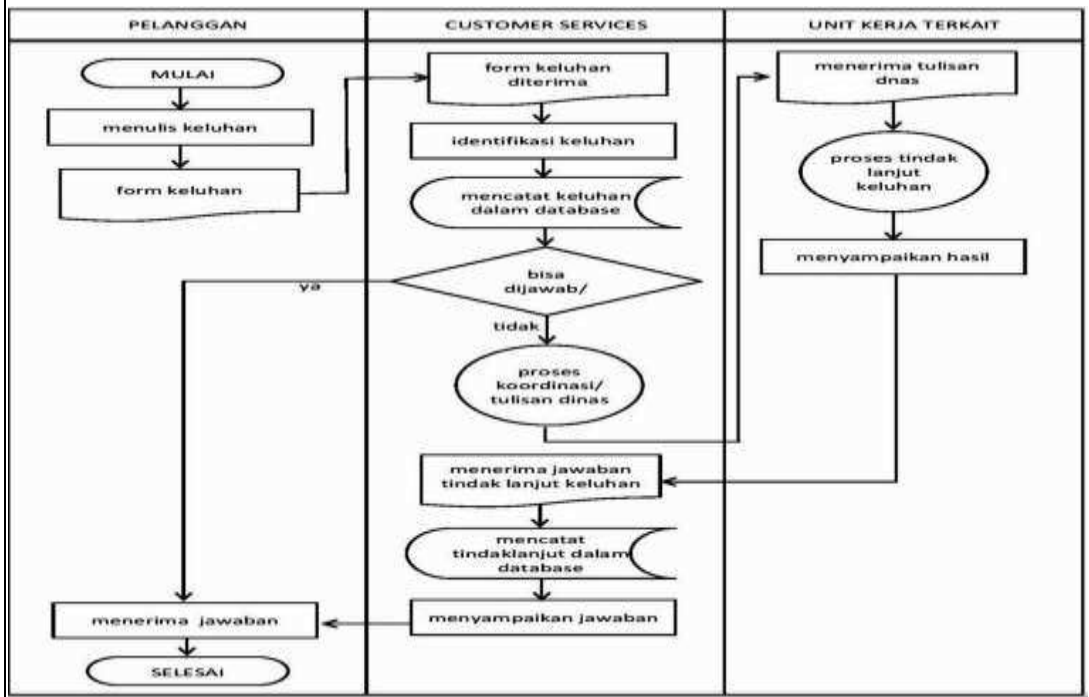 PELANGGAN
CUSTOMER SERVICES
UNIT KERJA TERKAIT
MULAI
menulis keluhan
form keluhan
form keluhan
diterima
identifikasi keluhan
mencatat keluhan
dalam database
bisa
dijawab/
ya
tidak
proses
koordinasi/
tulisan dinas
menerima tulisan
dnas
proses tindak
lanjut
keluhan
menyampaikan hasil
menerima jawaban
tindak lanjut keluhan
mencatat
tindaklanjut dalam
database
menyampaikan jawaban
menerima jawaban
SELESAI